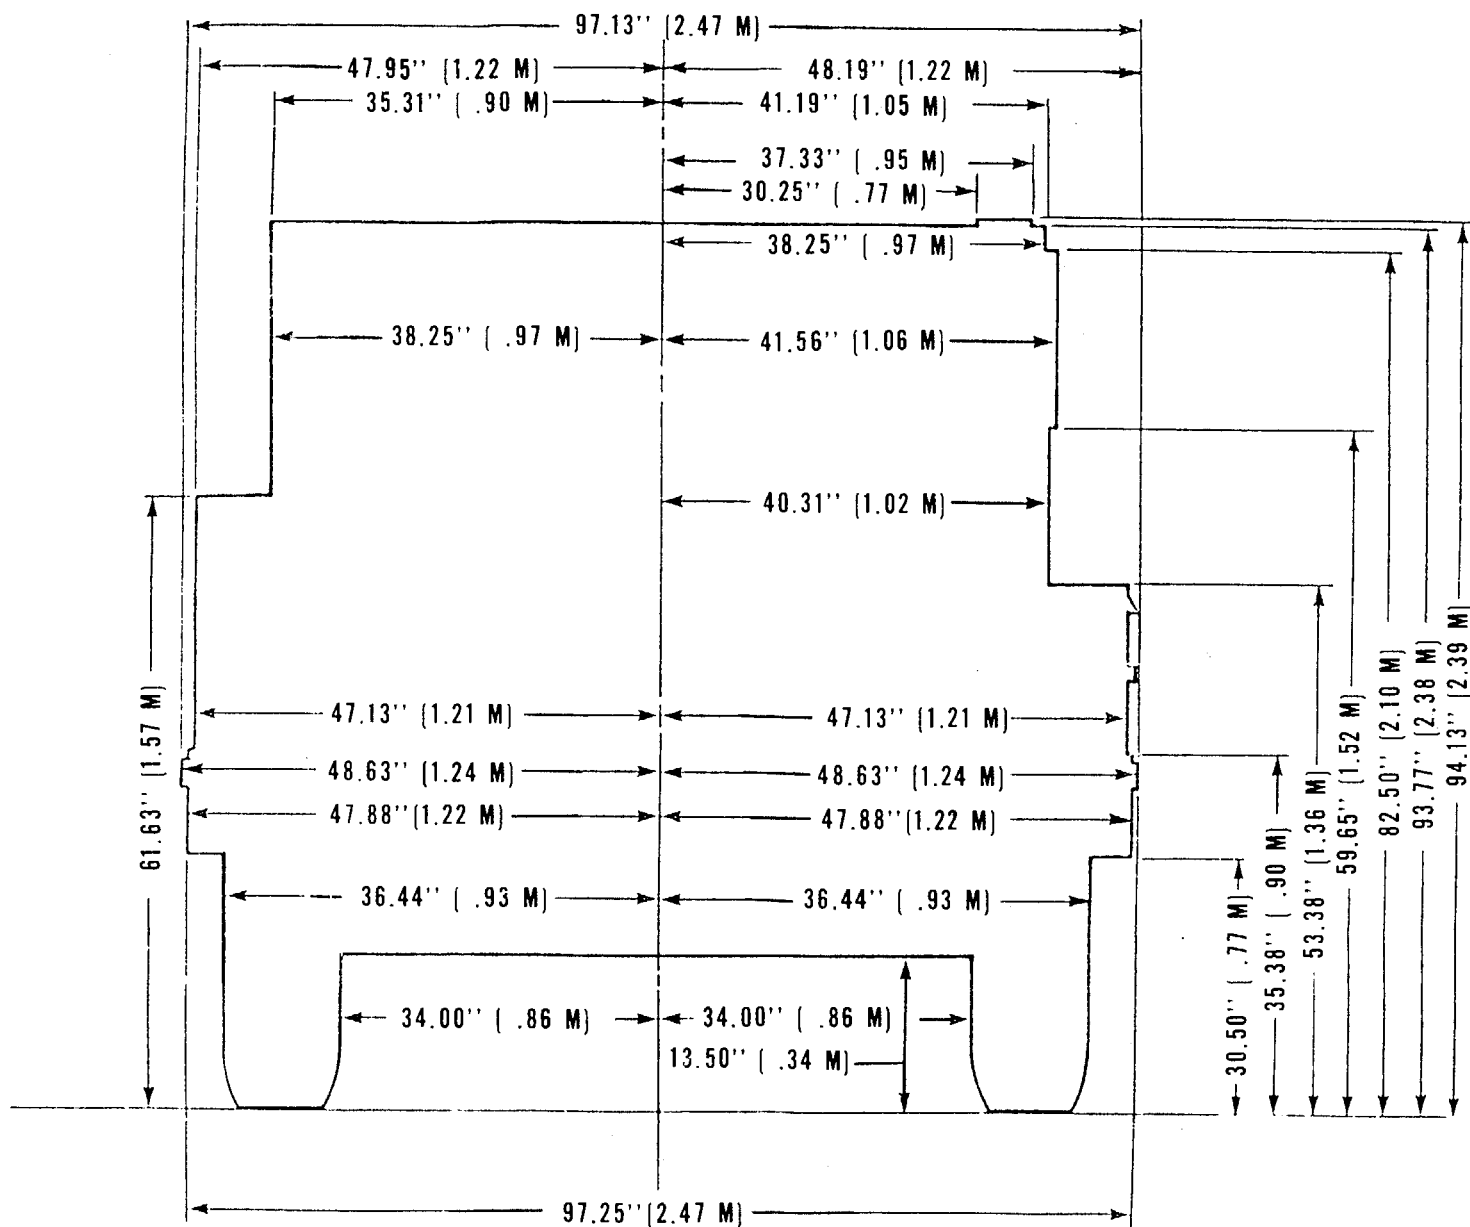 97.13'' (2.47 M)
47.95'' (1.22 M)
48.19'' (1.22 M)
35.31'' ( .90 M)
41.19'' (1.05 M)
37.33'' ( .95 M)
30.25'' ( .77 M)
38.25'' ( .97 M)
38.25'' ( .97 M)
41.56'' (1.06 M)
40.31'' (1.02 M)
47.13'' (1.21 M)
47.13'' (1.21 M)
48.63'' (1.24 M)
48.63'' (1.24 M)
47.88''(1.22 M)
47.88''(1.22 M)
36.44'' ( .93 M)
36.44'' ( .93 M)
34.00'' ( .86 M)
34.00'' ( .86 M)
13.50'' ( .34 M)
97.25''(2.47 M)
61.63'' (1.57 M)
30.50'' ( .77 M)
35.38'' ( .90 M)
53.38'' (1.36 M)
59.65'' (1.52 M)
82.50'' (2.10 M)
93.77'' (2.38 M)
94.13'' (2.39 M)